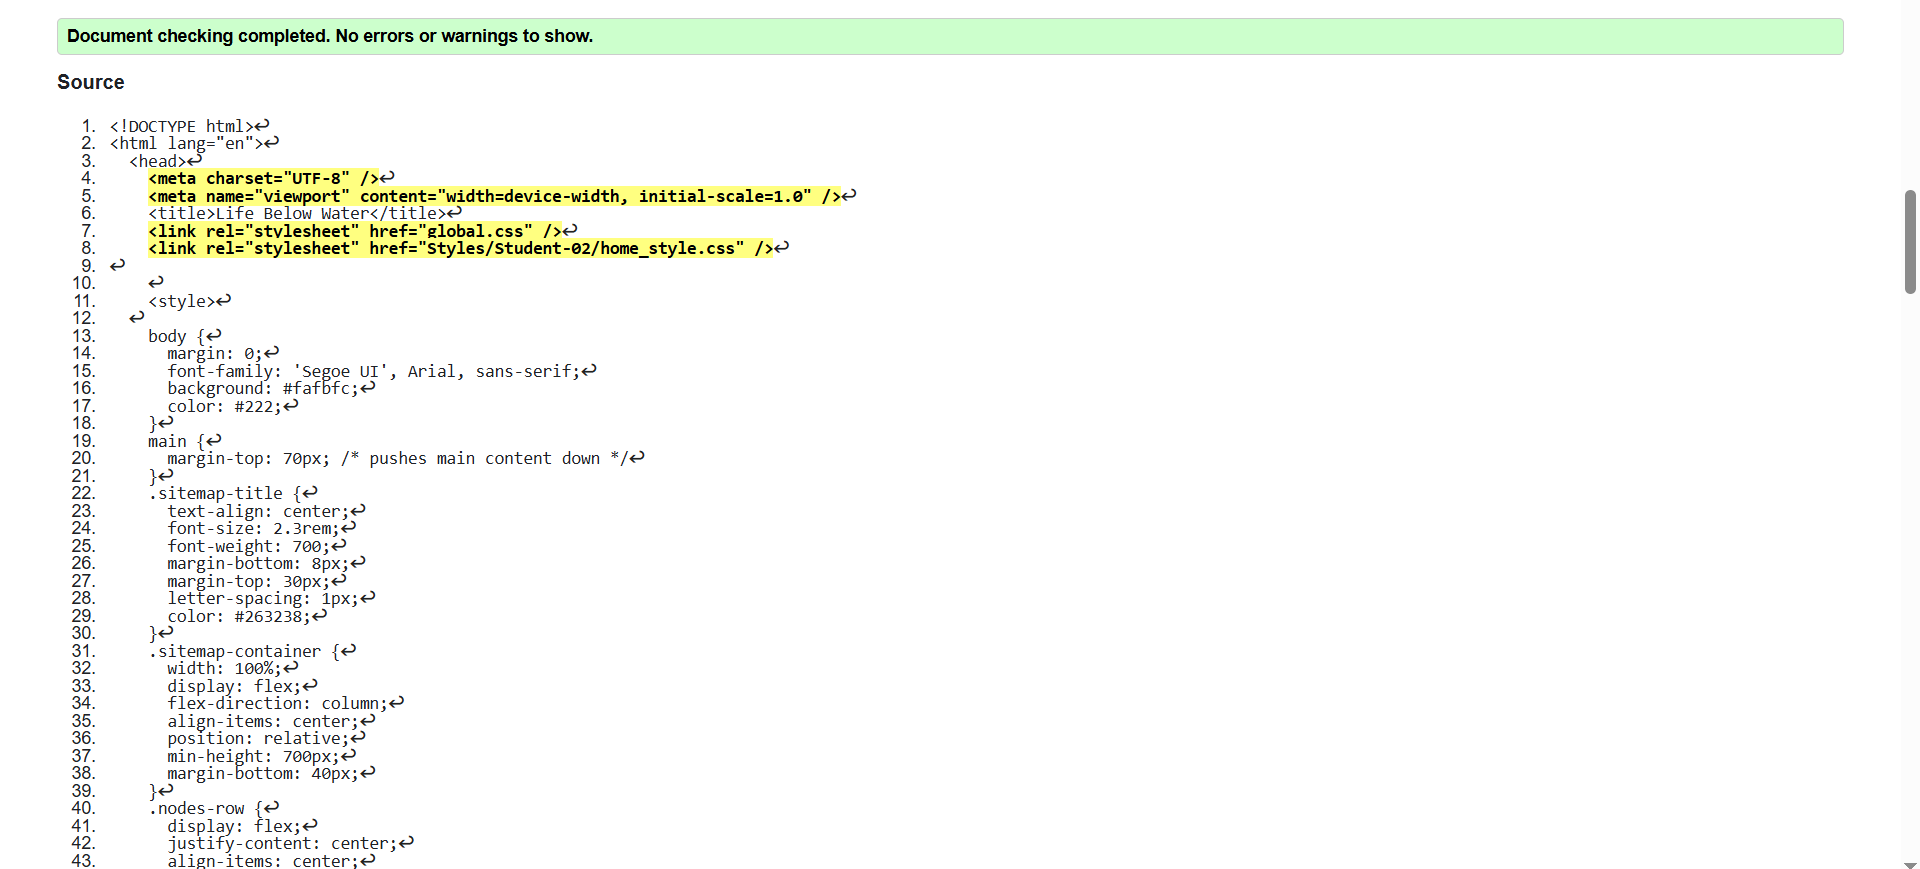 Document checking completed. No errors or warnings to show.
Source
1. <!DOCTYPE html>↩
2. <html lang="en">↩
3.   <head>↩
4.     <meta charset="UTF-8" />↩
5.     <meta name="viewport" content="width=device-width, initial-scale=1.0" />↩
6.     <title>Life Below Water</title>↩
7.     <link rel="stylesheet" href="global.css" />↩
8.     <link rel="stylesheet" href="Styles/Student-02/home_style.css" />↩
9. ↩
10.     ↩
11.     <style>↩
12.   ↩
13.     body {↩
14.       margin: 0;↩
15.       font-family: 'Segoe UI', Arial, sans-serif;↩
16.       background: #fafbfc;↩
17.       color: #222;↩
18.     }↩
19.     main {↩
20.       margin-top: 70px; /* pushes main content down */↩
21.     }↩
22.     .sitemap-title {↩
23.       text-align: center;↩
24.       font-size: 2.3rem;↩
25.       font-weight: 700;↩
26.       margin-bottom: 8px;↩
27.       margin-top: 30px;↩
28.       letter-spacing: 1px;↩
29.       color: #263238;↩
30.     }↩
31.     .sitemap-container {↩
32.       width: 100%;↩
33.       display: flex;↩
34.       flex-direction: column;↩
35.       align-items: center;↩
36.       position: relative;↩
37.       min-height: 700px;↩
38.       margin-bottom: 40px;↩
39.     }↩
40.     .nodes-row {↩
41.       display: flex;↩
42.       justify-content: center;↩
43.       align-items: center;↩